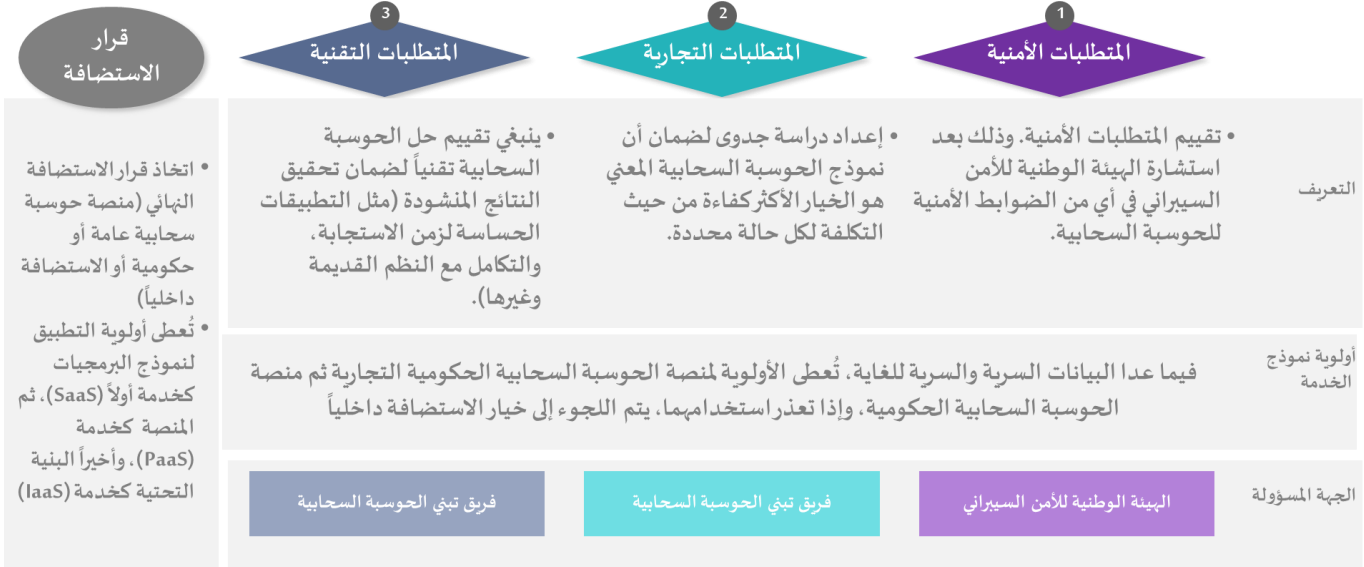 1
المتطلبات الأمنية
2
المتطلبات التجارية
3
المتطلبات التقنية
قرار
الاستضافة
التعريف
• تقييم المتطلبات الأمنية. وذلك بعد
استشارة الهيئة الوطنية للأمن
السيبراني في أي من الضوابط الأمنية
للحوسبة السحابية.
• إعداد دراسة جدوى لضمان أن
نموذج الحوسبة السحابية المعني
هو الخيار الأكثر كفاءة من حيث
التكلفة لكل حالة محددة.
• ينبغي تقييم حل الحوسبة
السحابية تقنياً لضمان تحقيق
النتائج المنشودة (مثل التطبيقات
الحساسة لزمن الاستجابة،
والتكامل مع النظم القديمة
وغيرها).
• اتخاذ قرار الاستضافة
النهائي (منصة حوسبة
سحابية عامة أو
حكومية أو الاستضافة
داخلياً)
• تُعطى أولوية التطبيق
لنموذج البرمجيات
كخدمة أولاً (SaaS)، ثم
المنصة كخدمة
(PaaS)، وأخيراً البنية
التحتية كخدمة (IaaS)
أولوية نموذج
الخدمة
فيما عدا البيانات السرية والسرية للغاية، تُعطى الأولوية لمنصة الحوسبة السحابية الحكومية التجارية ثم منصة
الحوسبة السحابية الحكومية، وإذا تعذر استخدامهما، يتم اللجوء إلى خيار الاستضافة داخلياً
الجهة المسؤولة
الهيئة الوطنية للأمن السيبراني
فريق تبني الحوسبة السحابية
فريق تبني الحوسبة السحابية